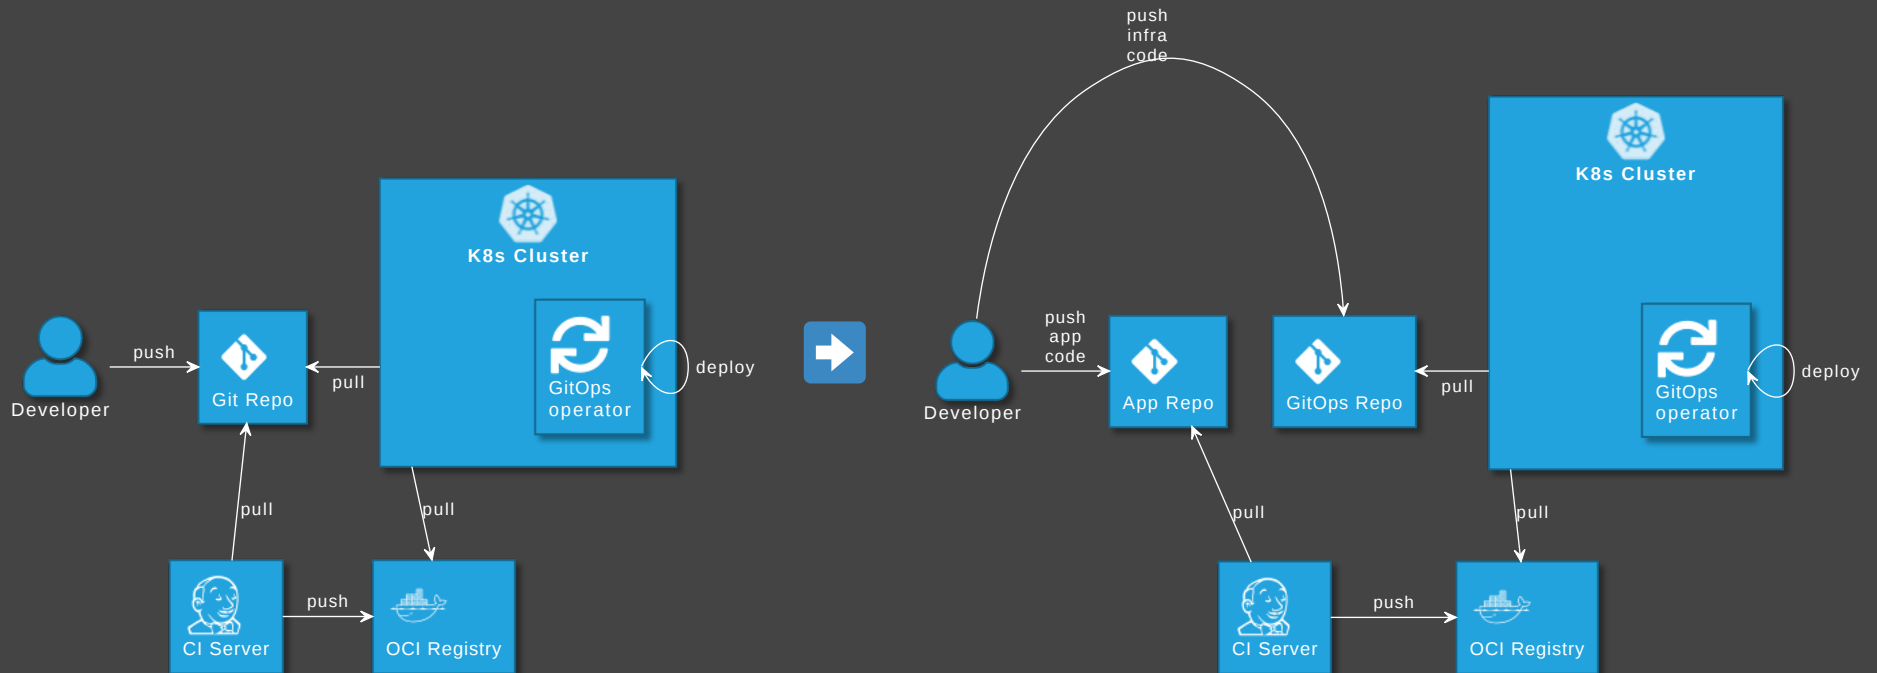 K8s Cluster
Developer
push
Git Repo
pull
GitOps
operator
deploy
pull
pull
CI Server
push
OCI Registry
push
infra
code
K8s Cluster
Developer
push
app
code
App Repo
GitOps Repo
pull
GitOps
operator
deploy
pull
pull
CI Server
push
OCI Registry